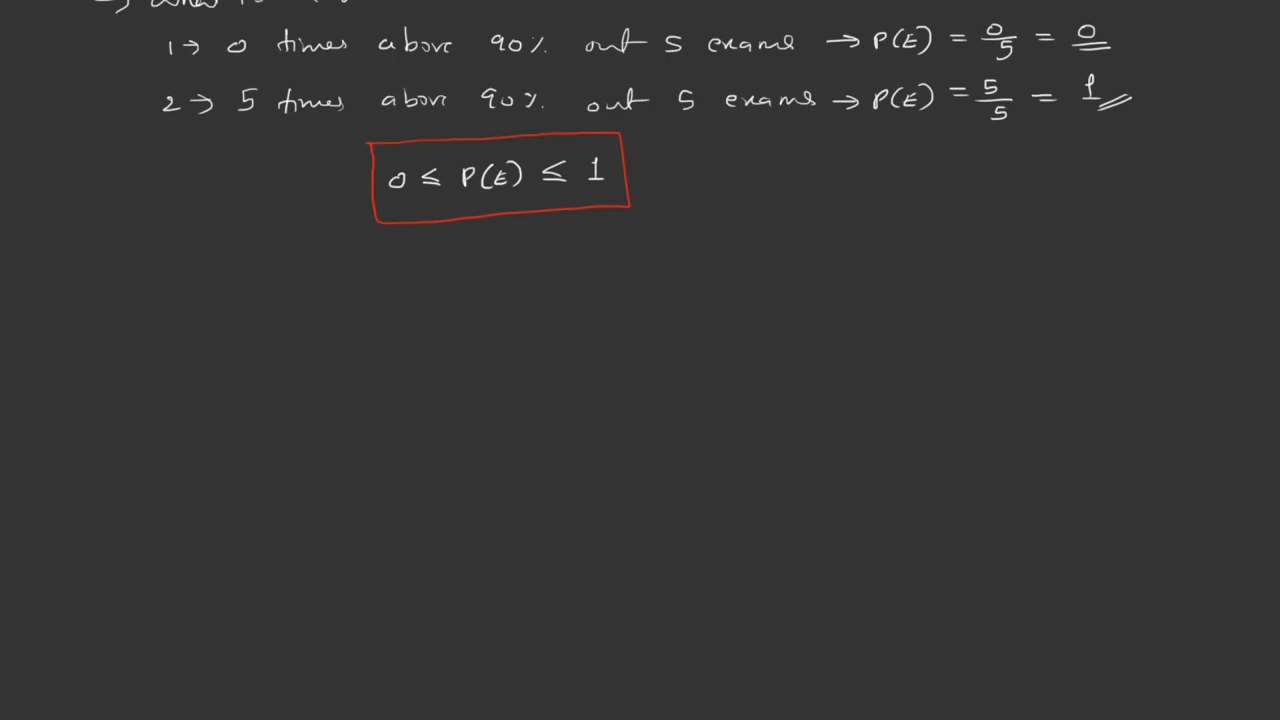 1→ 0 times above 90% out 5 exams → P(E) = 0/5 = 0
2→ 5 times above 90% out 5 exams → P(E) = 5/5 = 1
0 ≤ P(E) ≤ 1